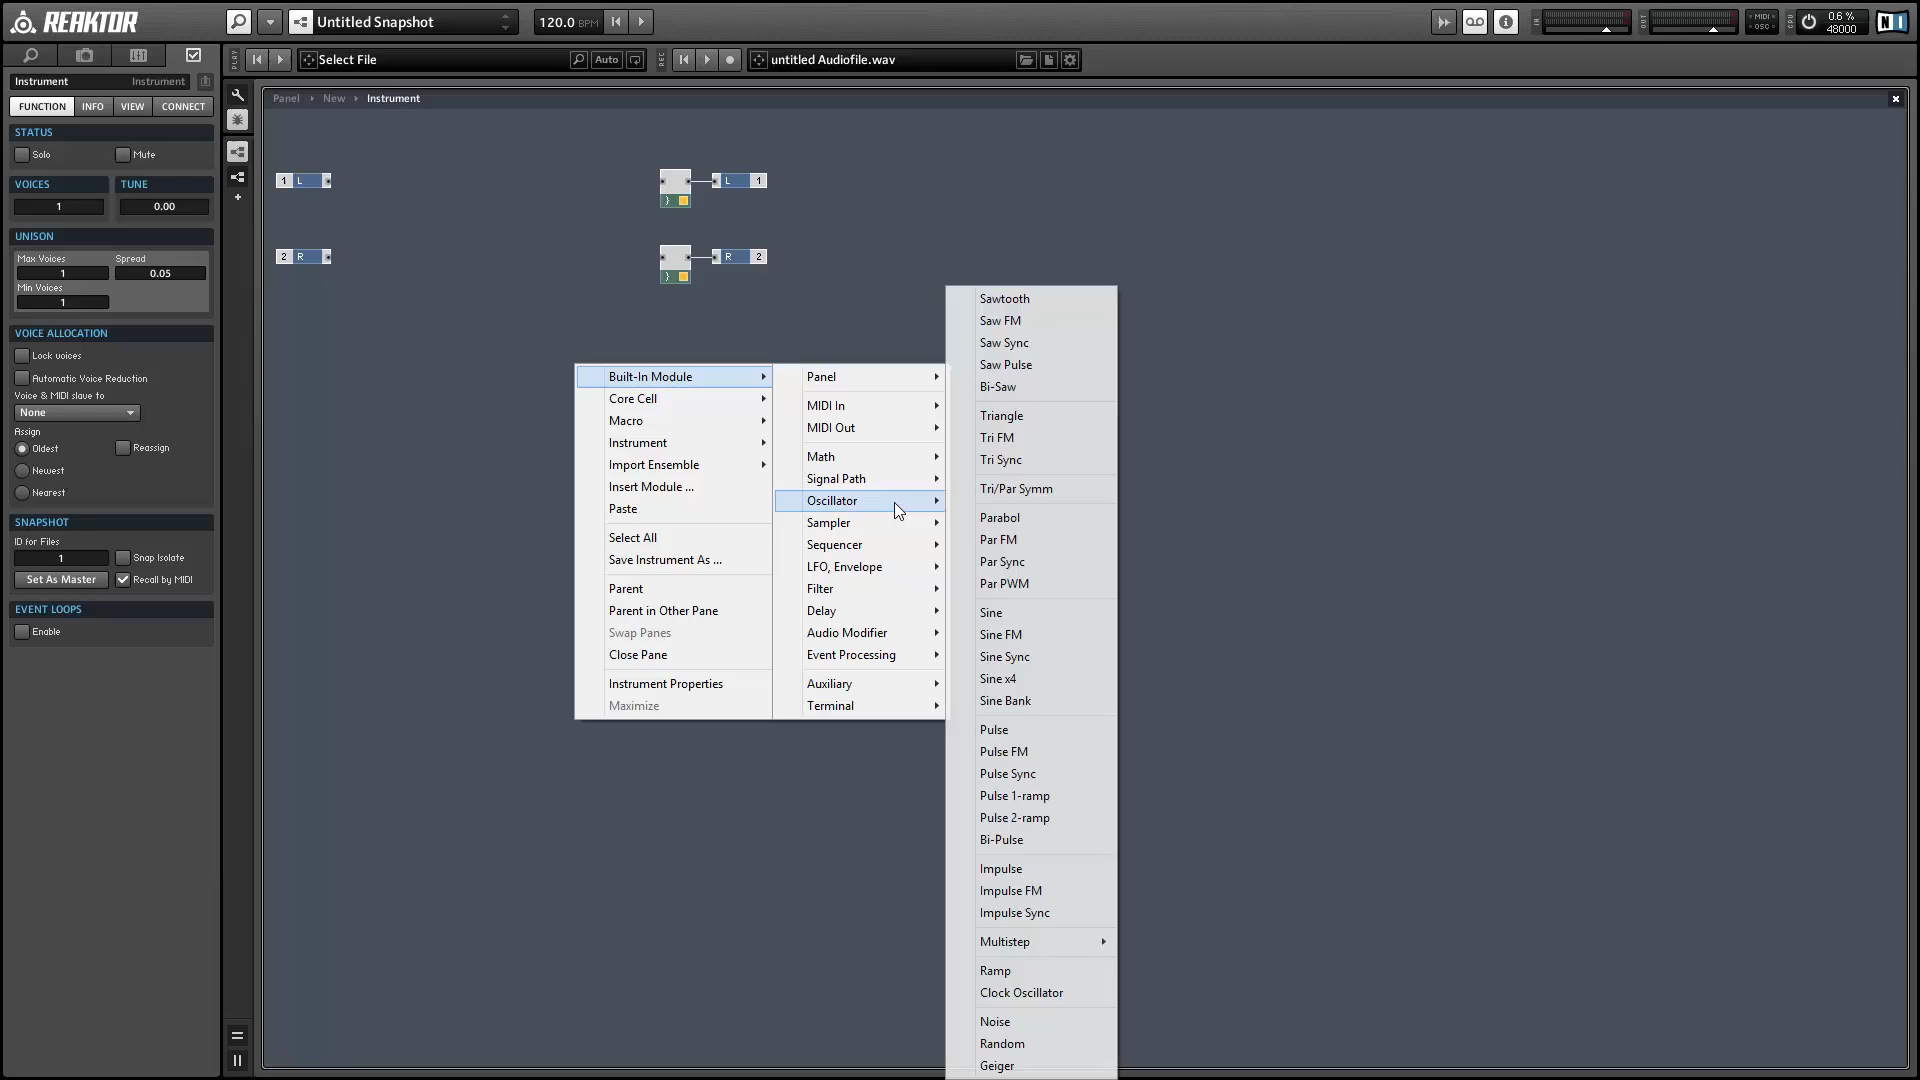 REAKTOR
Untitled Snapshot
120.0 BPM
IN
OUT
MIDI
OSC
CPU
0.6 %
48000
NI
PLAY
Select File
Auto
REC
untitled Audiofile.wav
Instrument
Instrument
FUNCTION
INFO
VIEW
CONNECT
STATUS
Solo
Mute
VOICES
TUNE
1
0.00
UNISON
Max Voices
Spread
1
0.05
Min Voices
1
VOICE ALLOCATION
Lock voices
Automatic Voice Reduction
Voice & MIDI slave to
None
Assign
Oldest
Reassign
Newest
Nearest
SNAPSHOT
ID for Files
1
Snap Isolate
Set As Master
Recall by MIDI
EVENT LOOPS
Enable
Panel
New
Instrument
1 L
L 1
2 R
R 2
Built-In Module
Core Cell
Macro
Instrument
Import Ensemble
Insert Module ...
Paste
Select All
Save Instrument As ...
Parent
Parent in Other Pane
Swap Panes
Close Pane
Instrument Properties
Maximize
Panel
MIDI In
MIDI Out
Math
Signal Path
Oscillator
Sampler
Sequencer
LFO, Envelope
Filter
Delay
Audio Modifier
Event Processing
Auxiliary
Terminal
Sawtooth
Saw FM
Saw Sync
Saw Pulse
Bi-Saw
Triangle
Tri FM
Tri Sync
Tri/Par Symm
Parabol
Par FM
Par Sync
Par PWM
Sine
Sine FM
Sine Sync
Sine x4
Sine Bank
Pulse
Pulse FM
Pulse Sync
Pulse 1-ramp
Pulse 2-ramp
Bi-Pulse
Impulse
Impulse FM
Impulse Sync
Multistep
Ramp
Clock Oscillator
Noise
Random
Geiger